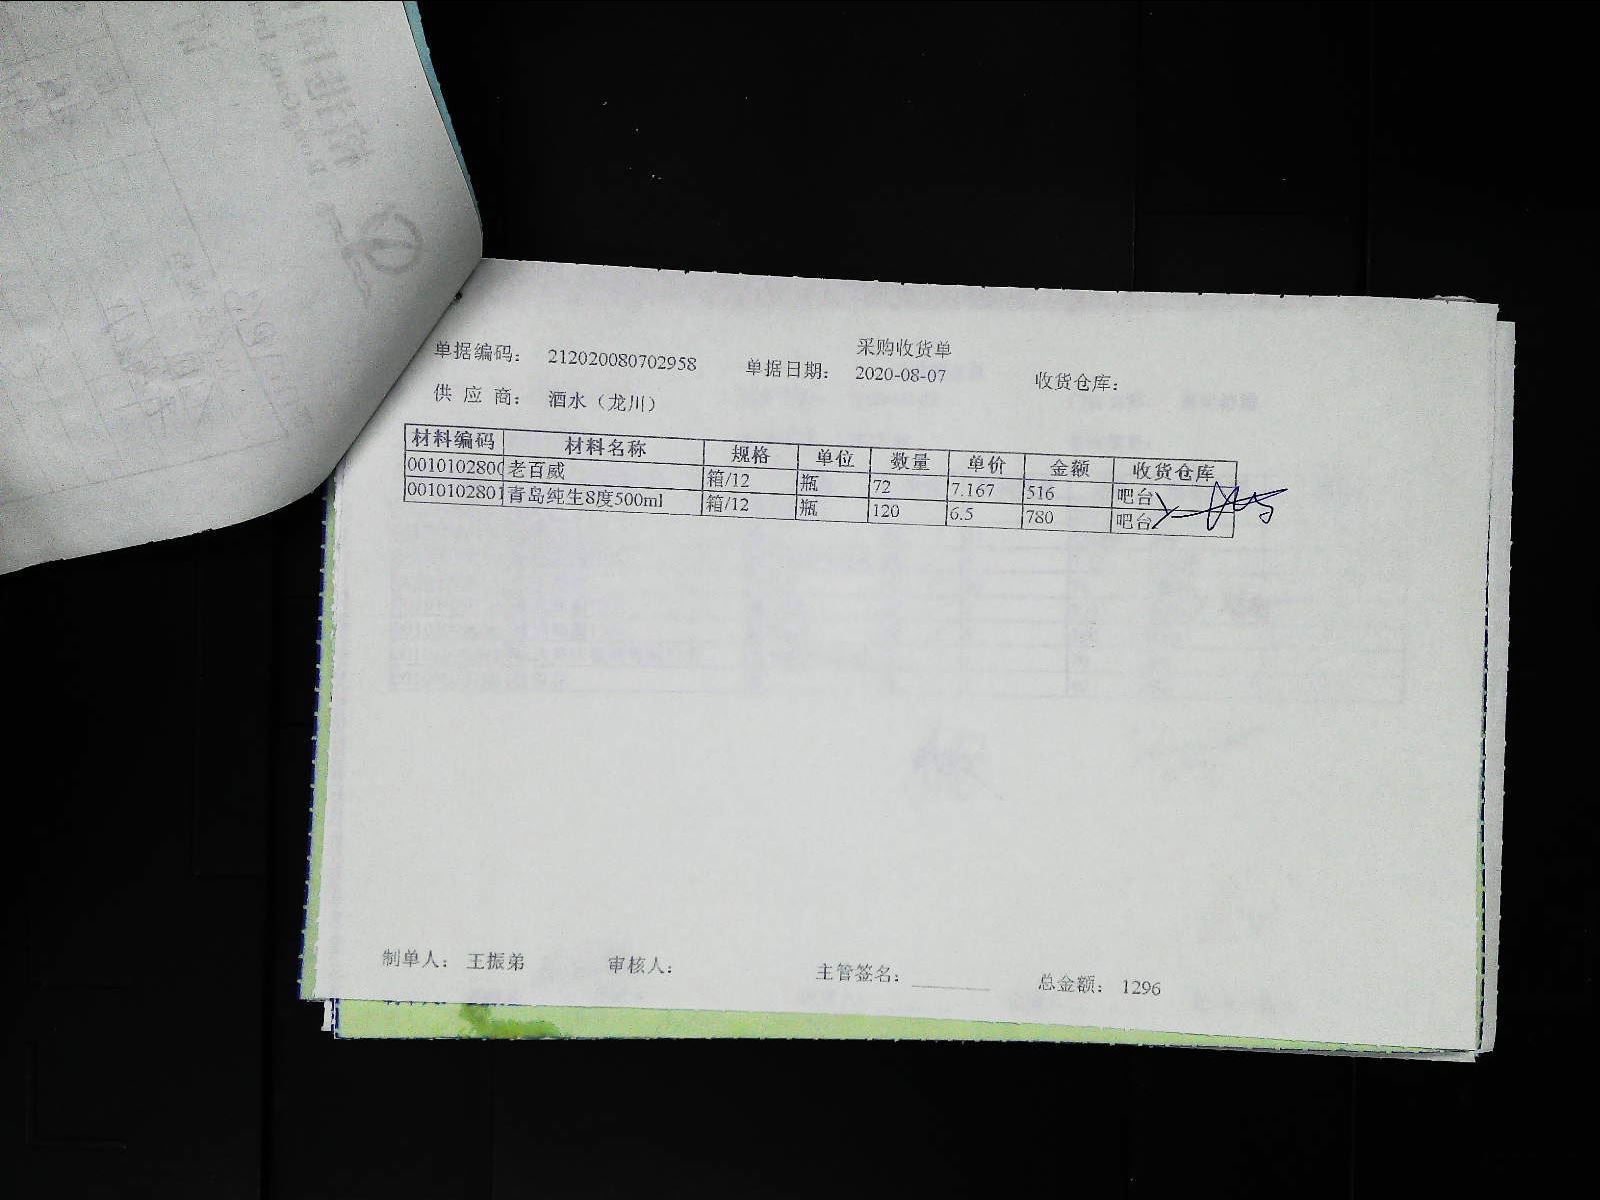 采购收货单
单据编码： 212020080702958 单据日期： 2020-08-07 收货仓库：
供 应 商： 酒水（龙川）
材料编码 材料名称 规格 单位 数量 单价 金额 收货仓库
0010102800 老百威 箱/12 瓶 72 7.167 516 吧台
0010102801 青岛纯生8度500ml 箱/12 瓶 120 6.5 780 吧台
制单人： 王振弟 审核人： 主管签名： 总金额： 1296